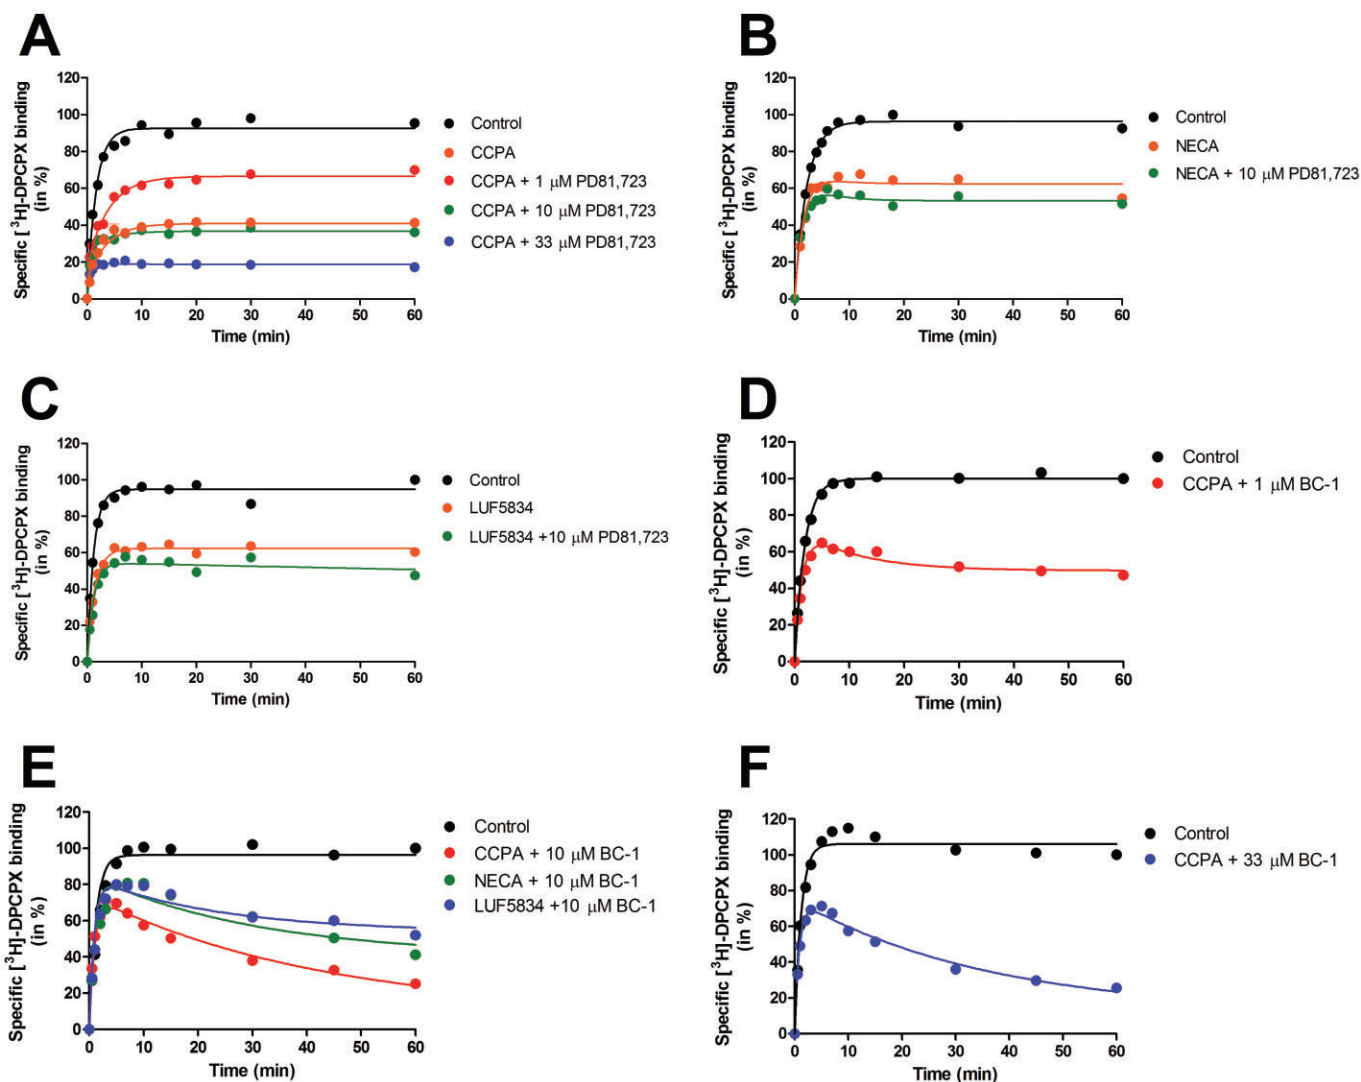 A
Specific [³H]-DPCPX binding
(in %)
120
100
80
60
40
20
0
0 10 20 30 40 50 60
Time (min)
Control
CCPA
CCPA + 1 μM PD81,723
CCPA + 10 μM PD81,723
CCPA + 33 μM PD81,723
B
Specific [³H]-DPCPX binding
(in %)
120
100
80
60
40
20
0
0 10 20 30 40 50 60
Time (min)
Control
NECA
NECA + 10 μM PD81,723
C
Specific [³H]-DPCPX binding
(in %)
120
100
80
60
40
20
0
0 10 20 30 40 50 60
Time (min)
Control
LUF5834
LUF5834 +10 μM PD81,723
D
Specific [³H]-DPCPX binding
(in %)
120
100
80
60
40
20
0
0 10 20 30 40 50 60
Time (min)
Control
CCPA + 1 μM BC-1
E
Specific [³H]-DPCPX binding
(in %)
120
100
80
60
40
20
0
0 10 20 30 40 50 60
Time (min)
Control
CCPA + 10 μM BC-1
NECA + 10 μM BC-1
LUF5834 +10 μM BC-1
F
Specific [³H]-DPCPX binding
(in %)
120
100
80
60
40
20
0
0 10 20 30 40 50 60
Time (min)
Control
CCPA + 33 μM BC-1